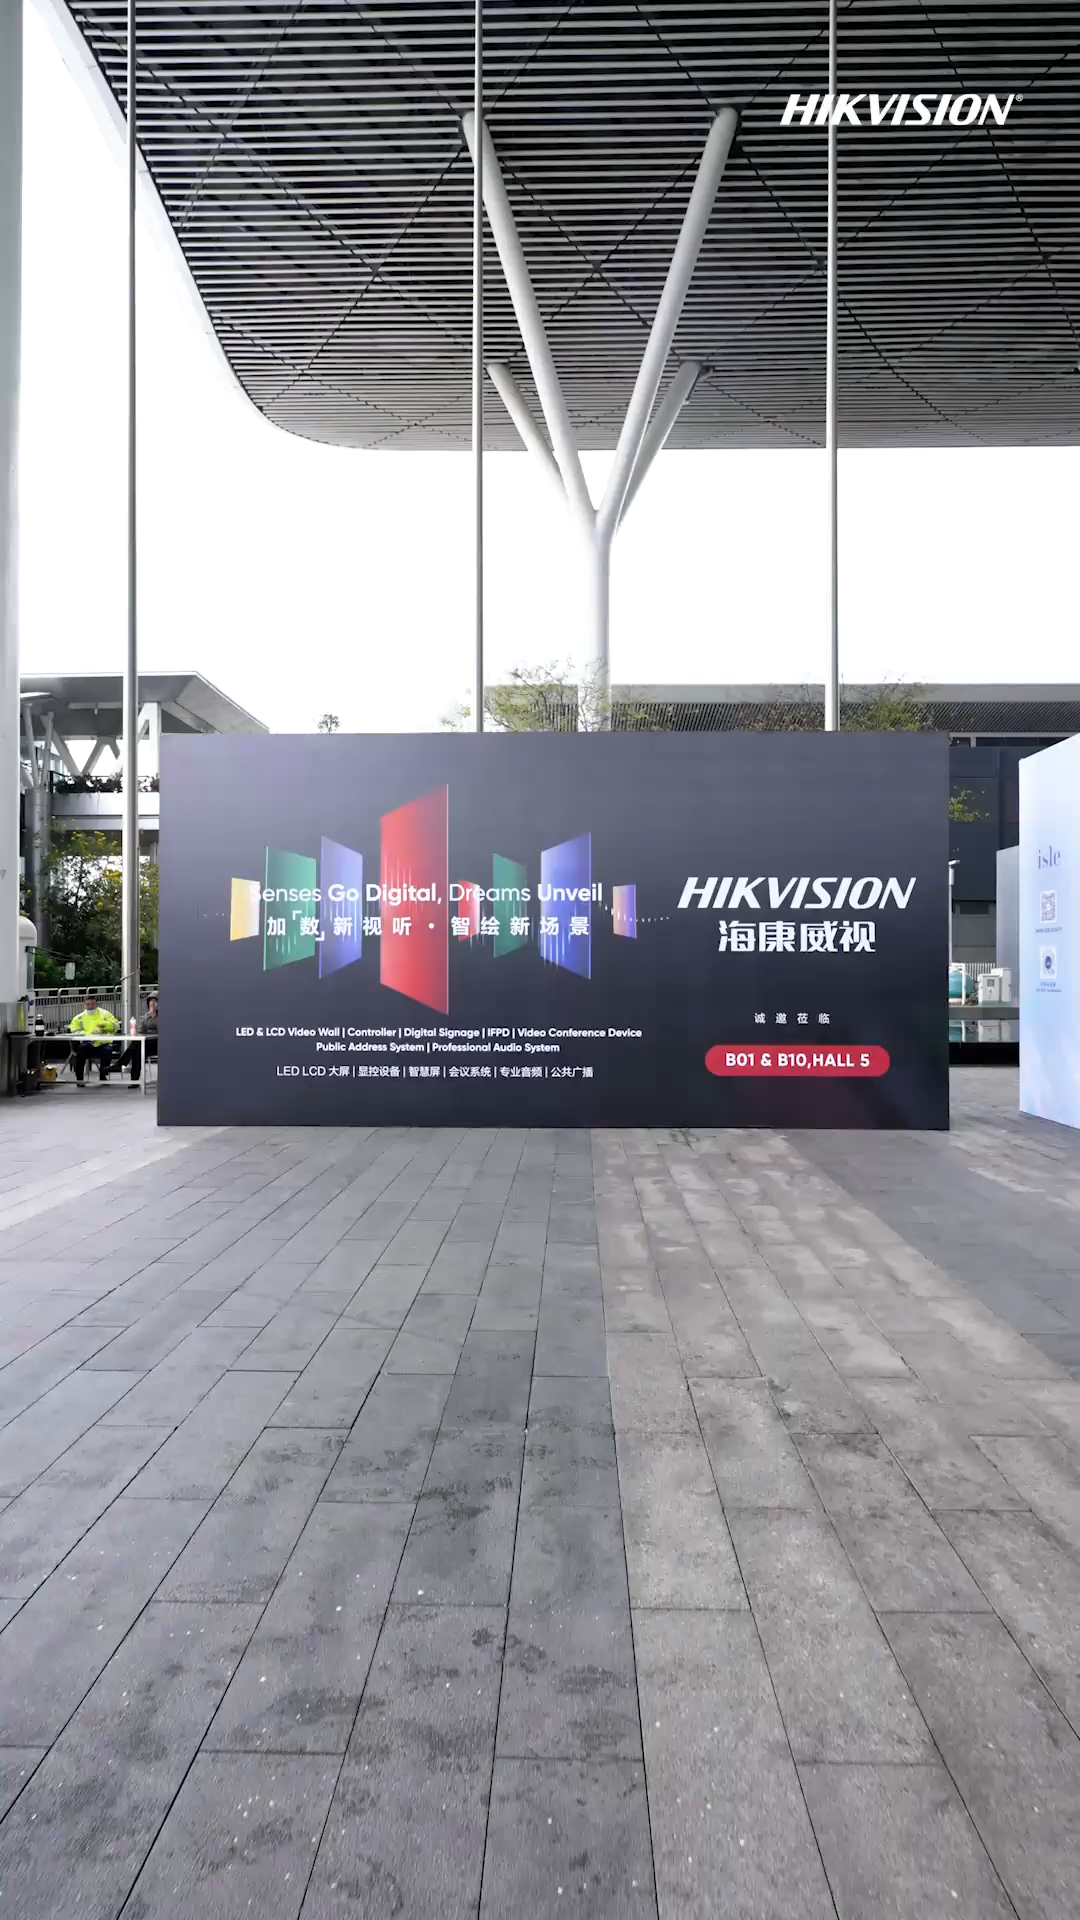 HIKVISION®
Senses Go Digital, Dreams Unveil
加「数」新视听·智绘新场景
LED & LCD Video Wall | Controller | Digital Signage | IFPD | Video Conference Device
Public Address System | Professional Audio System
LED LCD 大屏 | 显控设备 | 智慧屏 | 会议系统 | 专业音频 | 公共广播
HIKVISION
海康威视
诚邀莅临
B01 & B10,HALL 5
isle